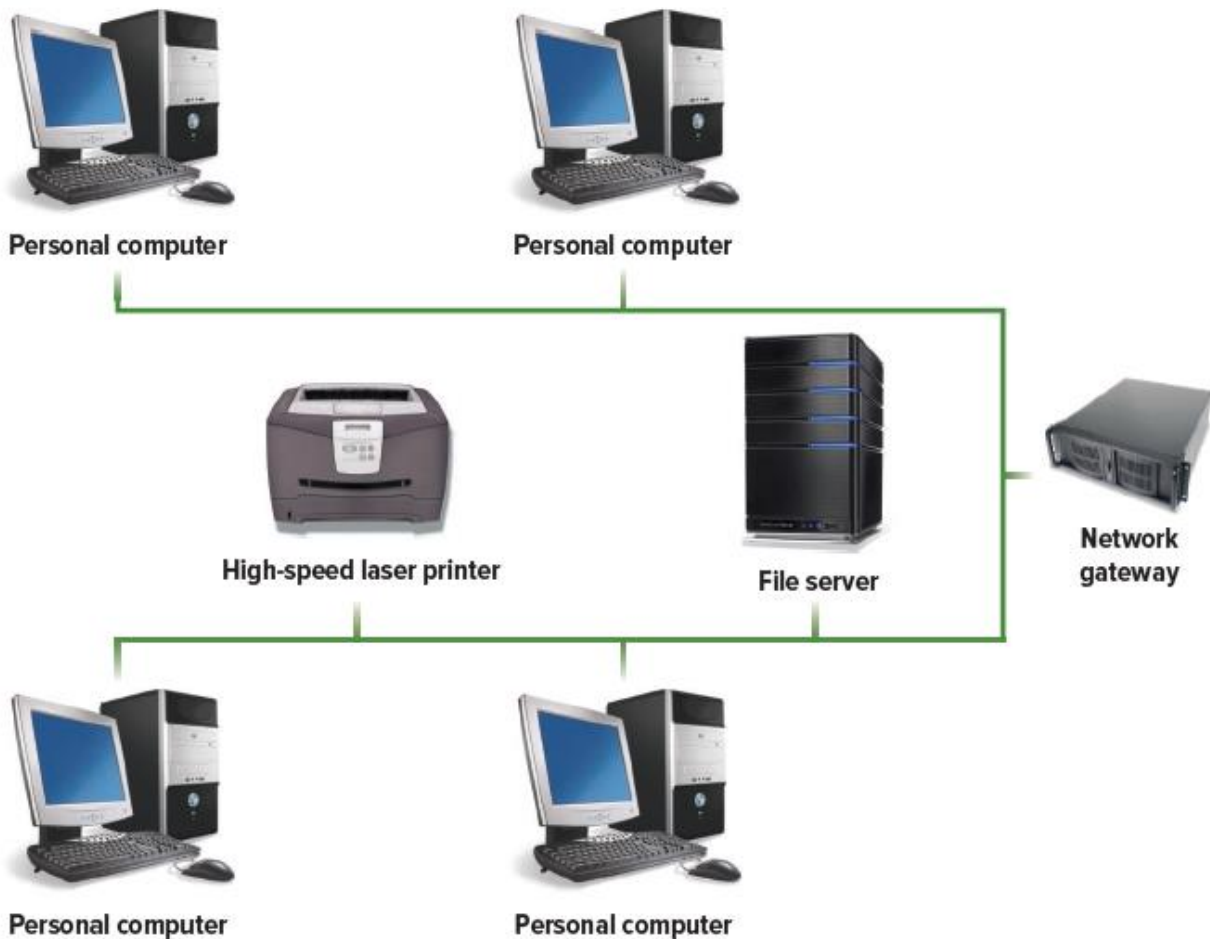 Personal computer
Personal computer
High-speed laser printer
File server
Network
gateway
Personal computer
Personal computer